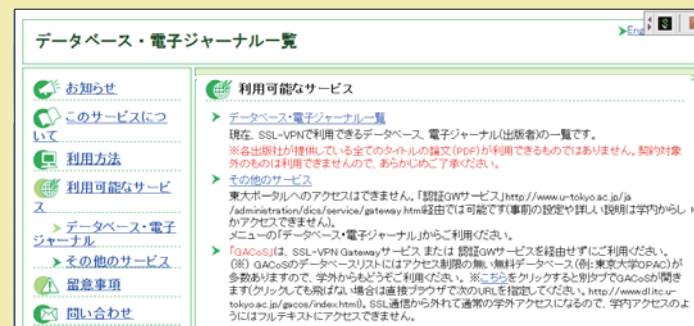 データベース・電子ジャーナル一覧
Eng
お知らせ
このサービスにつ
いて
利用方法
利用可能なサービ
ス
データベース・電子
ジャーナル
その他のサービス
留意事項
問い合わせ
利用可能なサービス
データベース・電子ジャーナル一覧
現在、SSL-VPNで利用できるデータベース、電子ジャーナル(出版者)の一覧です。
※各出版社が提供している全てのタイトルの論文(PDF)が利用できるものではありません。契約対象
外のものは利用できませんので、あらかじめご了承ください。
その他のサービス
東大ポータルへのアクセスはできません。「認証GWサービス」http://www.u-tokyo.ac.jp/ja
/administration/dics/service/gateway.html経由では可能です(事前の設定や詳しい説明は学内からし
かアクセスできません)。
メニューの「データベース・電子ジャーナル」からご利用ください。
「GACoS」は、SSL-VPN Gatewayサービス または 認証GWサービスを経由せずにご利用ください。
(※) GACoSのデータベースリストにはアクセス制限の無い無料データベース(例:東京大学OPAC)が
多数ありますので、学外からもどうぞご利用ください。※こちらをクリックすると別タブでGACoSが開き
ます(クリックしても飛ばない場合は直接ブラウザで次のURLを指定してください。http://www.dl.itc.u-
tokyo.ac.jp/gacos/index.html)。SSL通信から外れて通常の学外アクセスになるので、学内アクセスのよ
うにはフルテキストにアクセスできません。